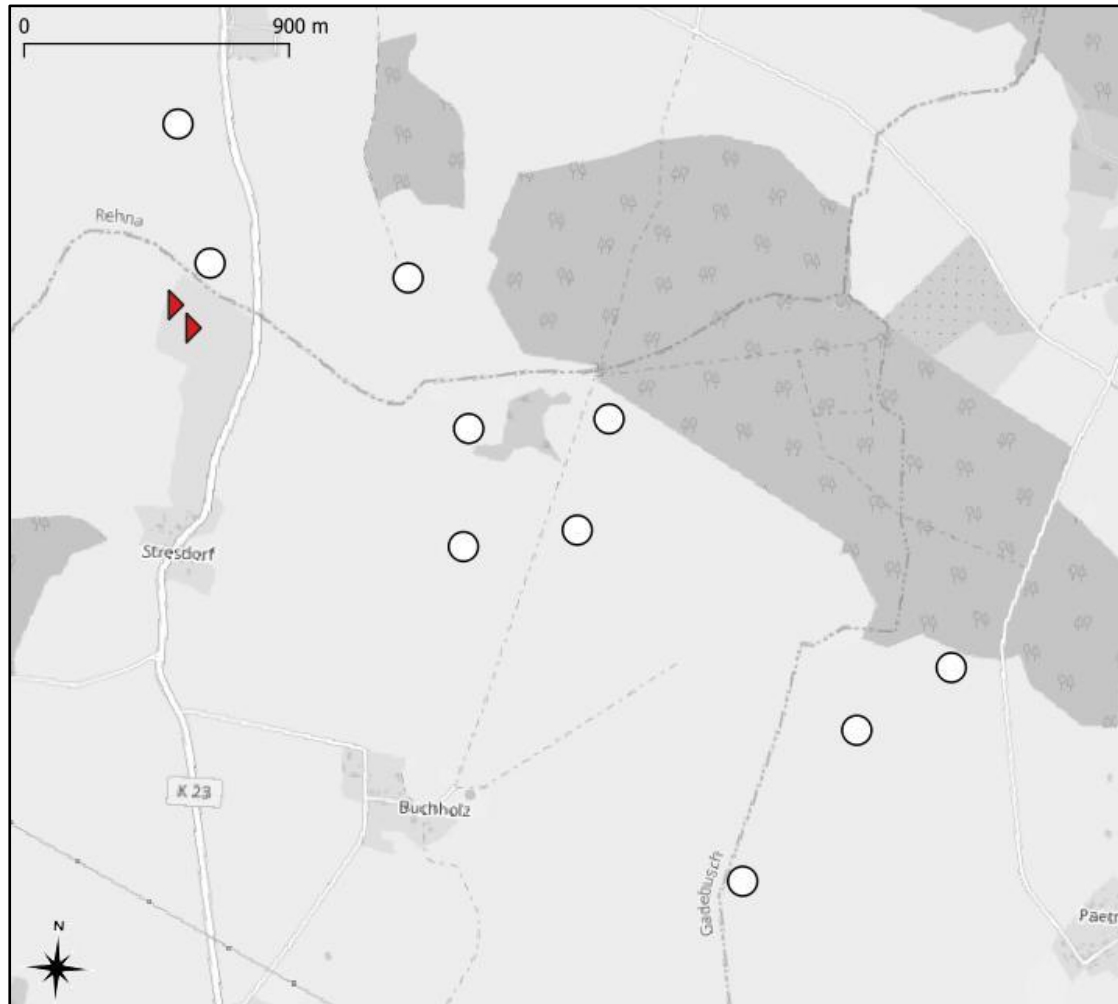 0 900 m
Rehna
Stresdorf
K 23
Buchholz
Gadebusch
Paetr
N